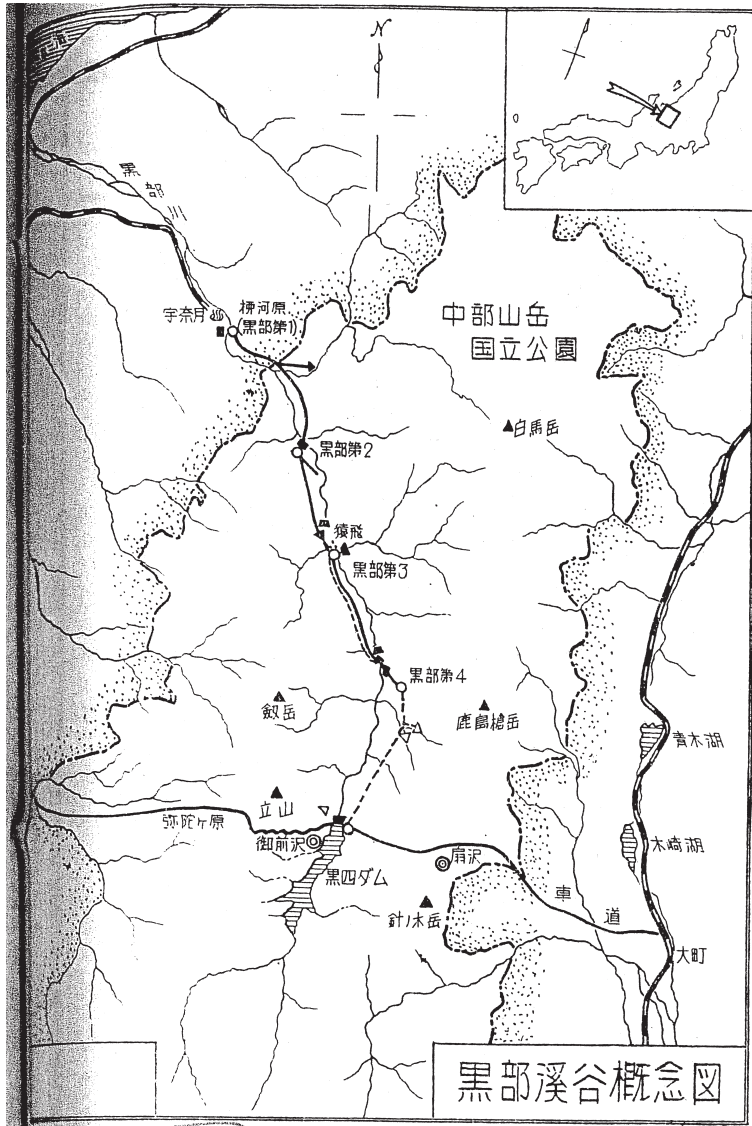 N
黒部川
宇奈月
柳河原
(黒部第1)
中部山岳
国立公園
白馬岳
黒部第2
猿飛
黒部第3
黒部第4
劔岳
鹿島槍岳
青木湖
立山
弥陀ヶ原
御前沢
黒四ダム
扇沢
木崎湖
針ノ木岳
車道
大町
黒部渓谷概念図